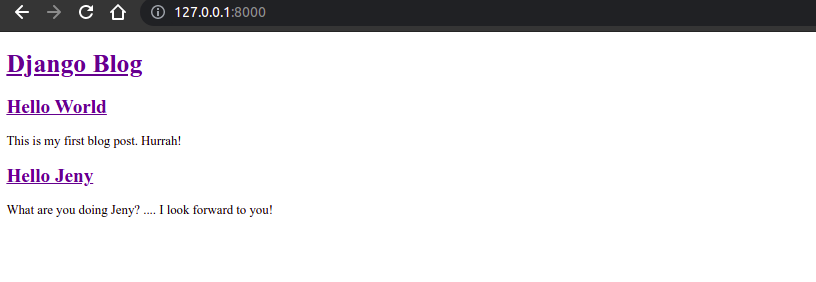 127.0.0.1:8000
Django Blog
Hello World
This is my first blog post. Hurrah!
Hello Jeny
What are you doing Jeny? .... I look forward to you!